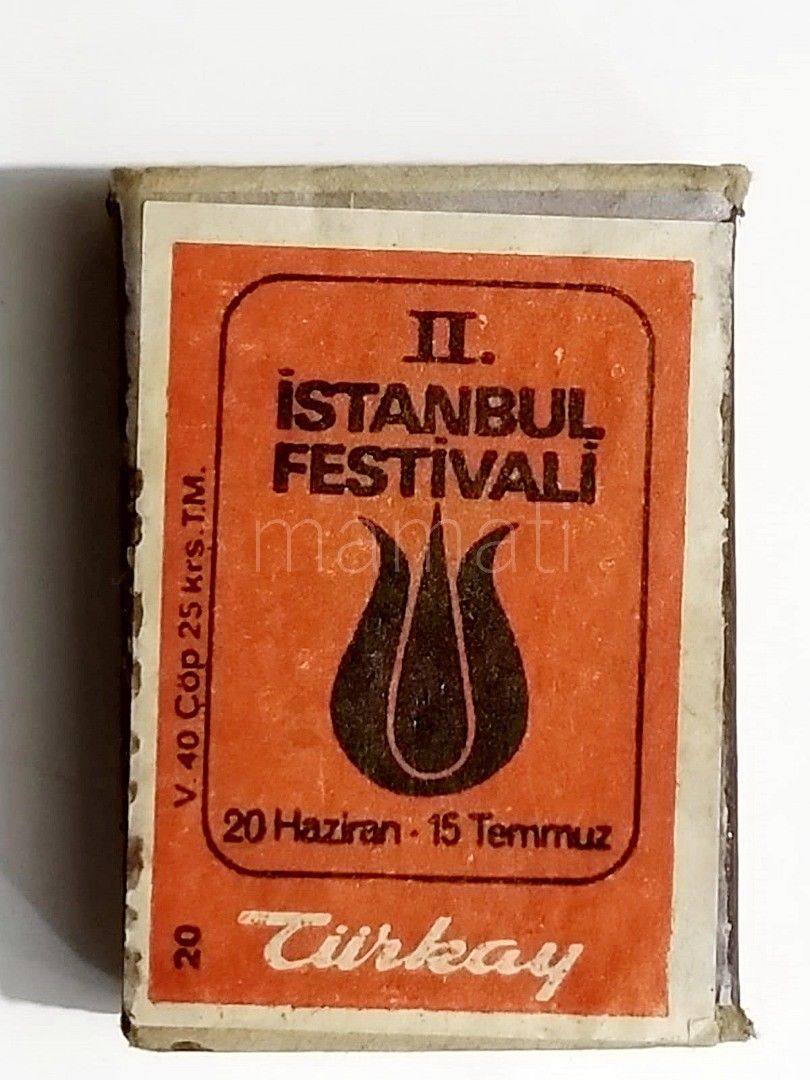 II.
İSTANBUL
FESTİVALİ
mamati
20 Haziran · 15 Temmuz
V. 40 Çöp 25 krş. T.M.
20
Türkay